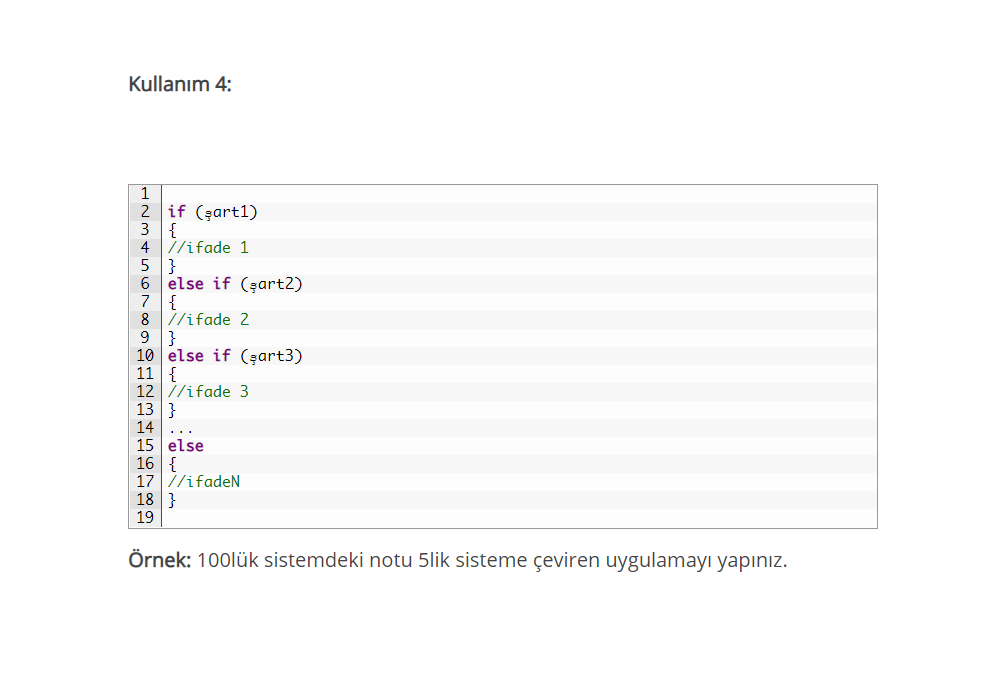 Kullanım 4:
1
2 if (şart1)
3 {
4 //ifade 1
5 }
6 else if (şart2)
7 {
8 //ifade 2
9 }
10 else if (şart3)
11 {
12 //ifade 3
13 }
14 ...
15 else
16 {
17 //ifadeN
18 }
19
Örnek: 100lük sistemdeki notu 5lik sisteme çeviren uygulamayı yapınız.